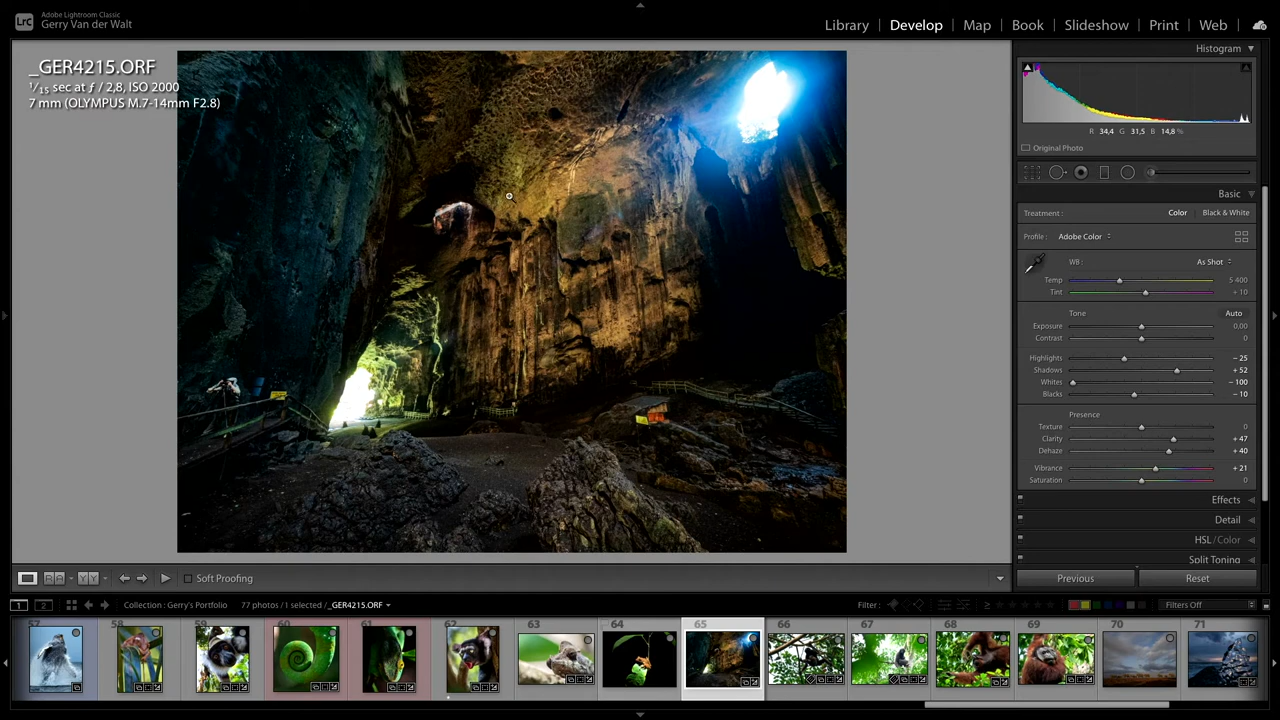 Lrc
Adobe Lightroom Classic
Gerry Van der Walt
Library | Develop | Map | Book | Slideshow | Print | Web
_GER4215.ORF
1/15 sec at ƒ / 2,8, ISO 2000
7 mm (OLYMPUS M.7-14mm F2.8)
Histogram
R 34,4 G 31,5 B 14,8 %
Original Photo
Basic
Treatment : Color | Black & White
Profile : Adobe Color
WB : As Shot
Temp 5 400
Tint + 10
Tone Auto
Exposure 0,00
Contrast 0
Highlights − 25
Shadows + 52
Whites − 100
Blacks − 10
Presence
Texture 0
Clarity + 47
Dehaze + 40
Vibrance + 21
Saturation 0
Effects
Detail
HSL / Color
Split Toning
Previous Reset
R A Y Y Soft Proofing
1 2 Collection : Gerry's Portfolio 77 photos / 1 selected / _GER4215.ORF Filter : Filters Off
57 58 59 60 61 62 63 64 65 66 67 68 69 70 71